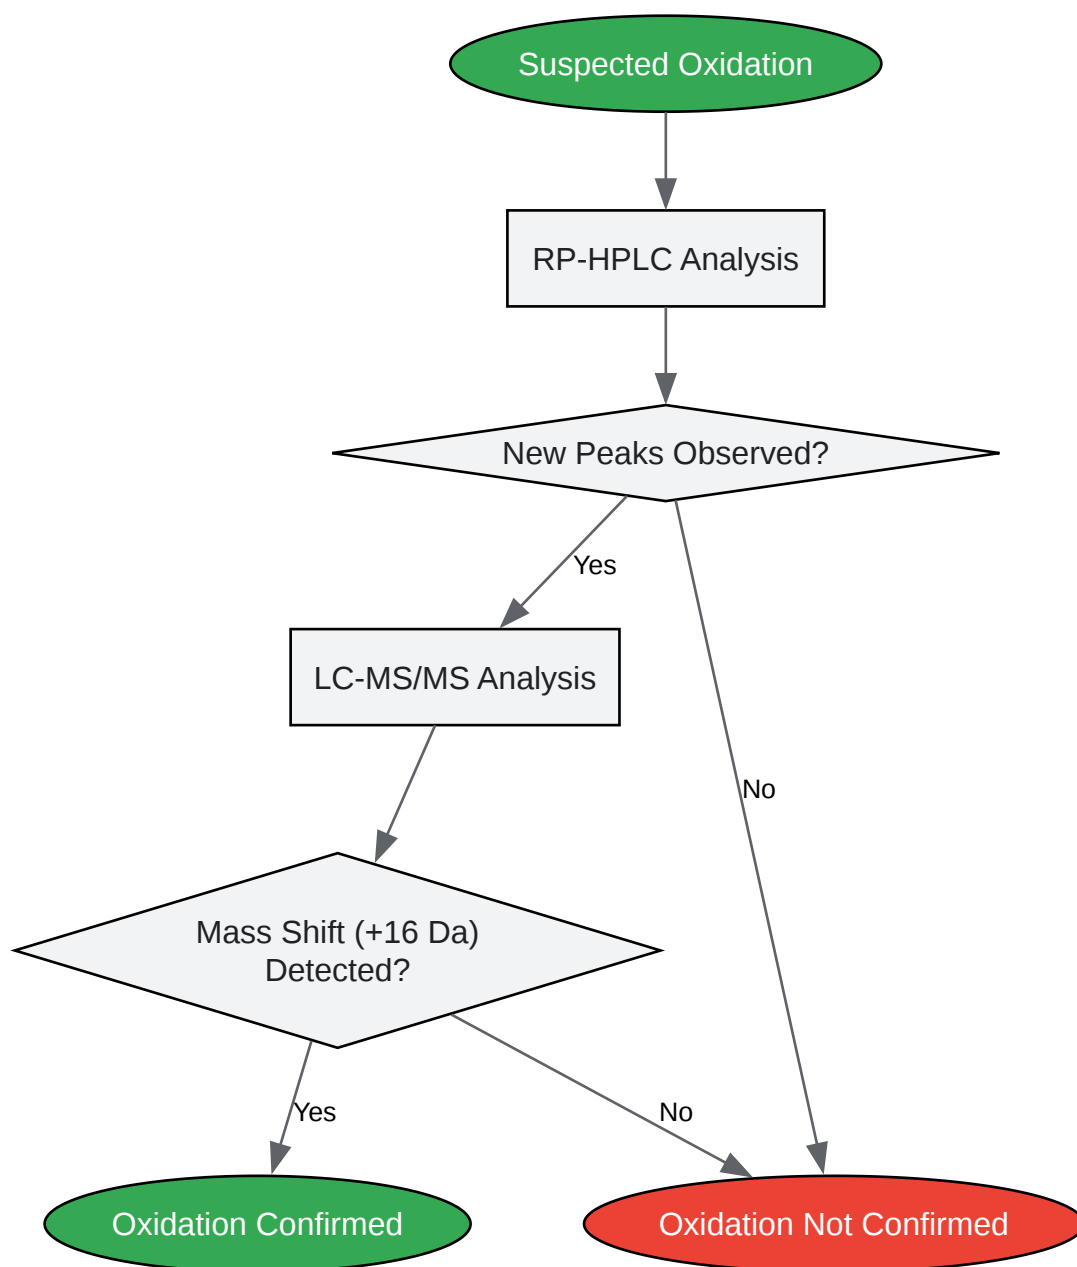 Suspected Oxidation
RP-HPLC Analysis
New Peaks Observed?
Yes
LC-MS/MS Analysis
No
Mass Shift (+16 Da)
Detected?
Yes
No
Oxidation Confirmed
Oxidation Not Confirmed